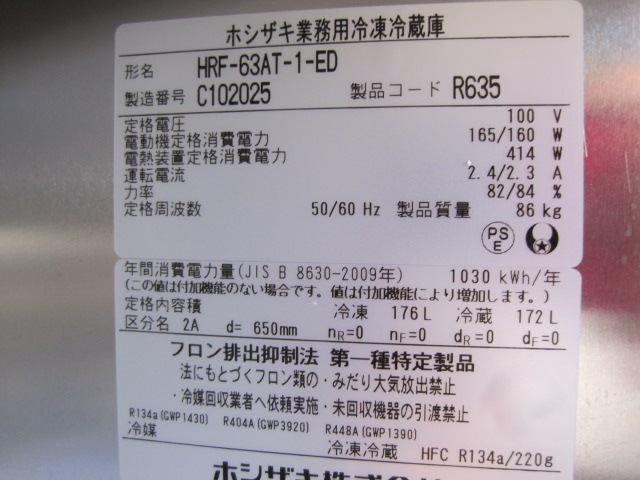 ホシザキ業務用冷凍冷蔵庫
形名 HRF-63AT-1-ED
製造番号 C102025 製品コード R635
定格電圧 100 V
電動機定格消費電力 165/160 W
電熱装置定格消費電力 414 W
運転電流 2.4/2.3 A
力率 82/84 %
定格周波数 50/60 Hz 製品質量 86 kg
PS
E
年間消費電力量(JIS B 8630-2009年) 1030 kWh/年
(この値は付加機能のない場合です。値は付加機能により増加します。)
定格内容積 冷凍 176L 冷蔵 172L
区分名 2A d= 650mm nR=0 nF=0 dR=0 dF=0
フロン排出抑制法 第一種特定製品
法にもとづくフロン類の・みだり大気放出禁止
・冷媒回収業者へ依頼実施・未回収機器の引渡禁止
R134a(GWP1430) R404A(GWP3920) R448A(GWP1390)
冷媒 冷凍冷蔵 HFC R134a/220g
ホシザキ株式会社